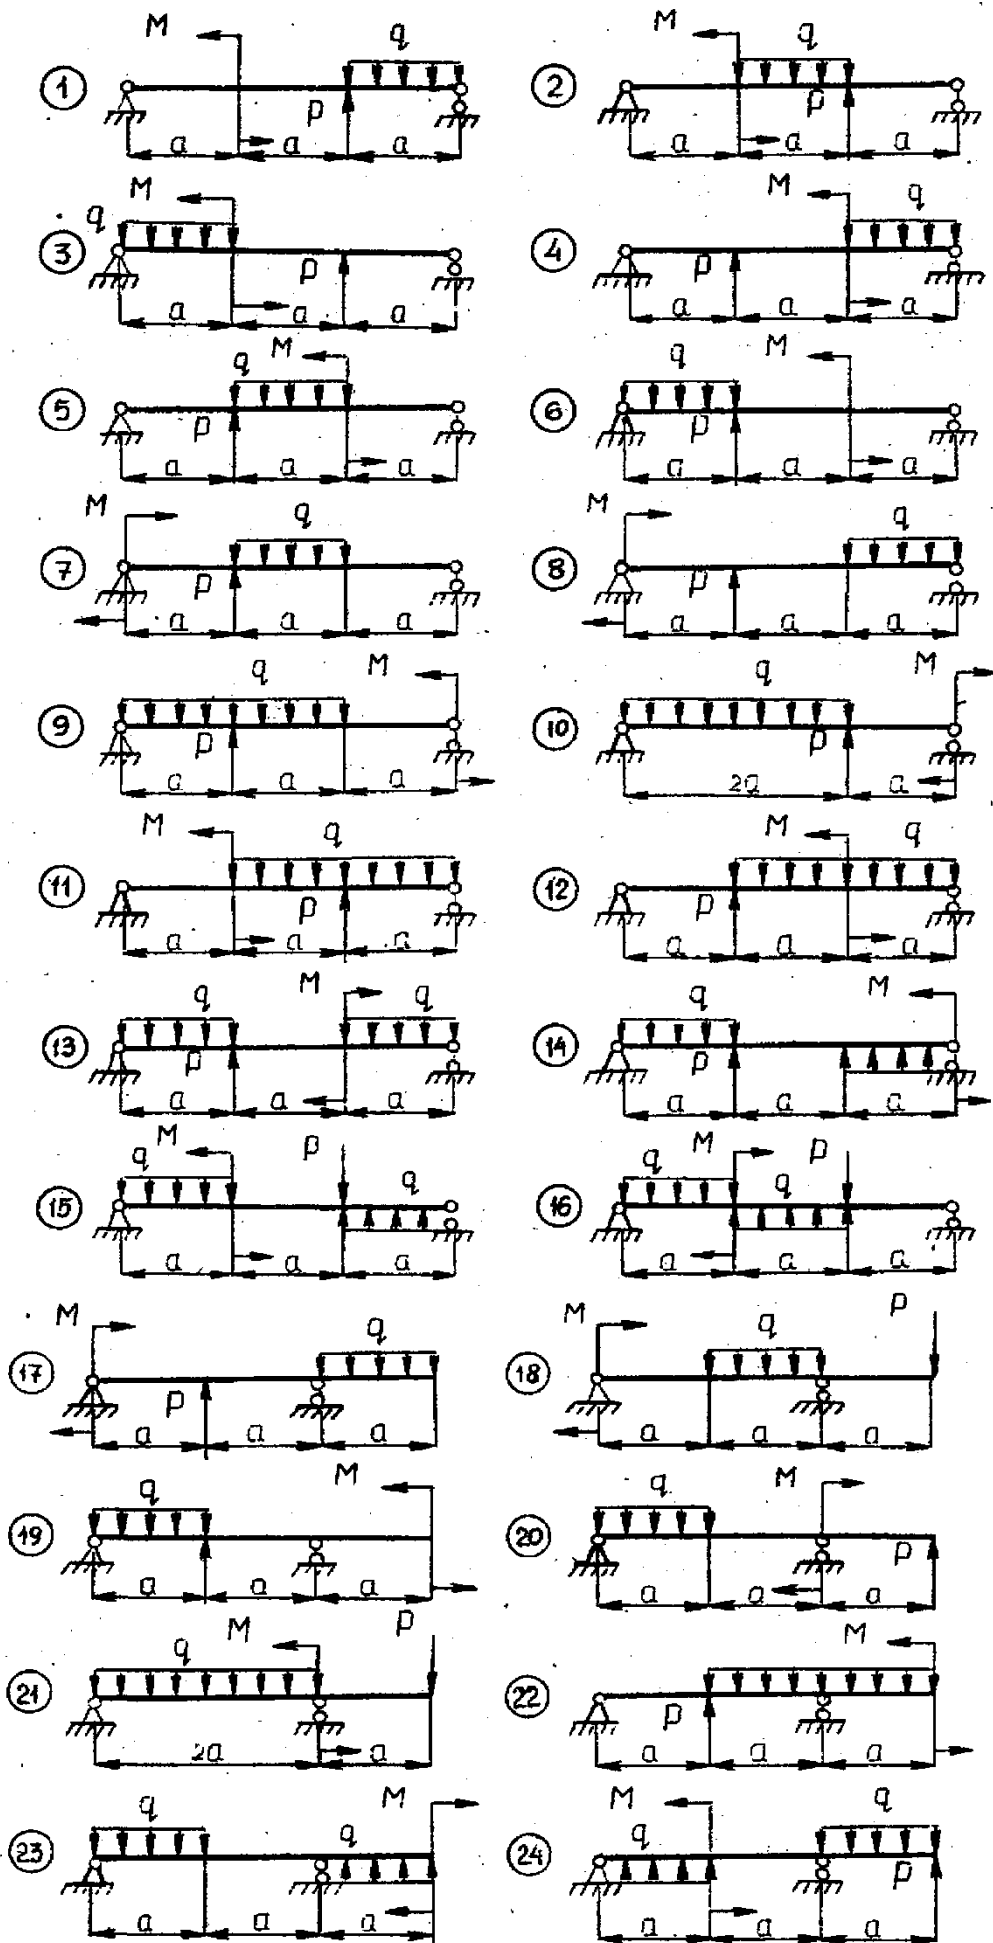 M q M q
1 P 2 P
a a a a a a
M M q
q
3 P 4 P
a a a a a a
q M q M
5 P 6 P
a a a a a a
M q M q
7 P 8 P
a a a a a a
q M q M
9 P 10 P
a a a 2a a
M q M q
11 P 12 P
a a a a a a
q M q q M
13 P 14 P
a a a a a a
q M P q M P
15 q 16 q
a a a a a a
M q M q P
17 P 18
a a a a a a
q M q M
19 20 P
a a a a a a
q M P M
21 22 P
2a a a a a
q M M q
23 q 24 q P
a a a a a a